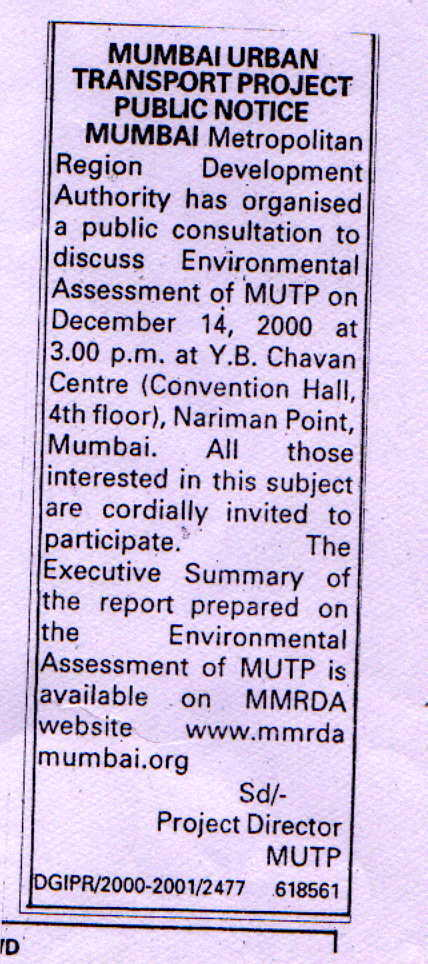 MUMBAI URBAN
TRANSPORT PROJECT
PUBLIC NOTICE
MUMBAI Metropolitan
Region Development
Authority has organised
a public consultation to
discuss Environmental
Assessment of MUTP on
December 14, 2000 at
3.00 p.m. at Y.B. Chavan
Centre (Convention Hall,
4th floor), Nariman Point,
Mumbai. All those
interested in this subject
are cordially invited to
participate. The
Executive Summary of
the report prepared on
the Environmental
Assessment of MUTP is
available on MMRDA
website www.mmrda
mumbai.org
Sd/-
Project Director
MUTP
DGIPR/2000-2001/2477 618561